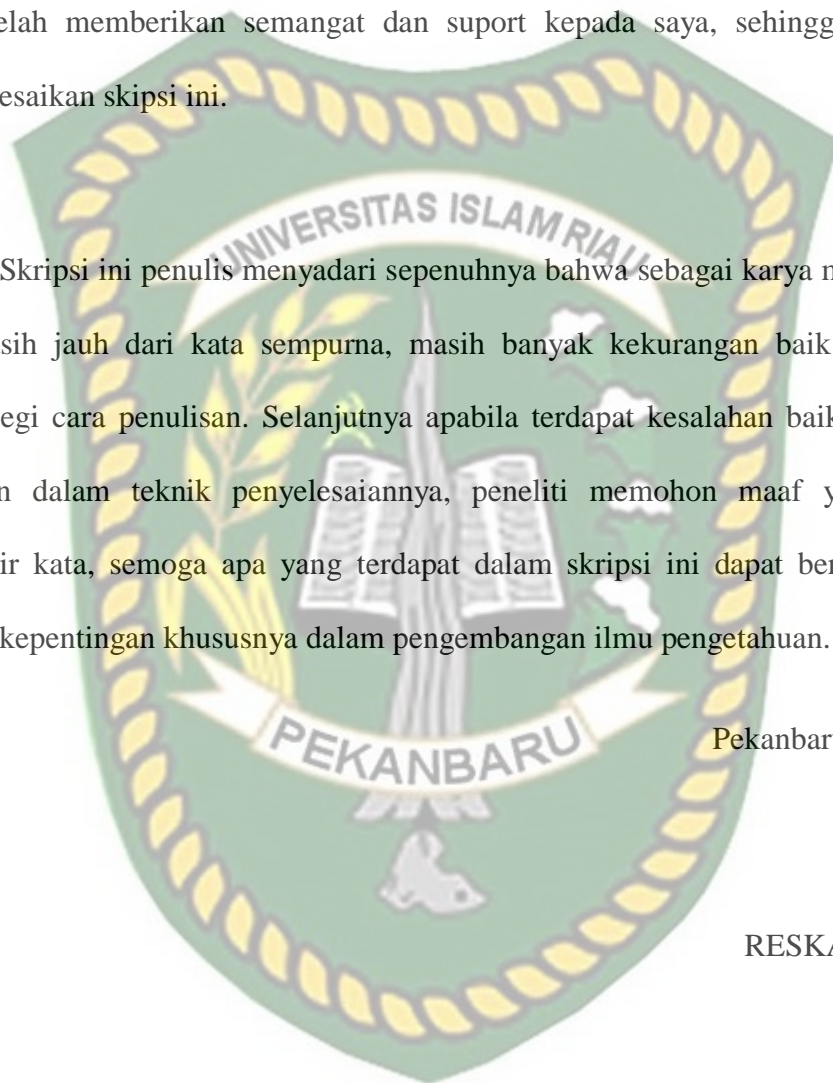 elah memberikan semangat dan suport kepada saya, sehingg
esaikan skipsi ini.
UNIVERSITAS ISLAM RIAU
Skripsi ini penulis menyadari sepenuhnya bahwa sebagai karya m
sih jauh dari kata sempurna, masih banyak kekurangan baik
egi cara penulisan. Selanjutnya apabila terdapat kesalahan baik
n dalam teknik penyelesaiannya, peneliti memohon maaf y
ir kata, semoga apa yang terdapat dalam skripsi ini dapat ber
kepentingan khususnya dalam pengembangan ilmu pengetahuan.
PEKANBARU
Pekanbar
RESKA